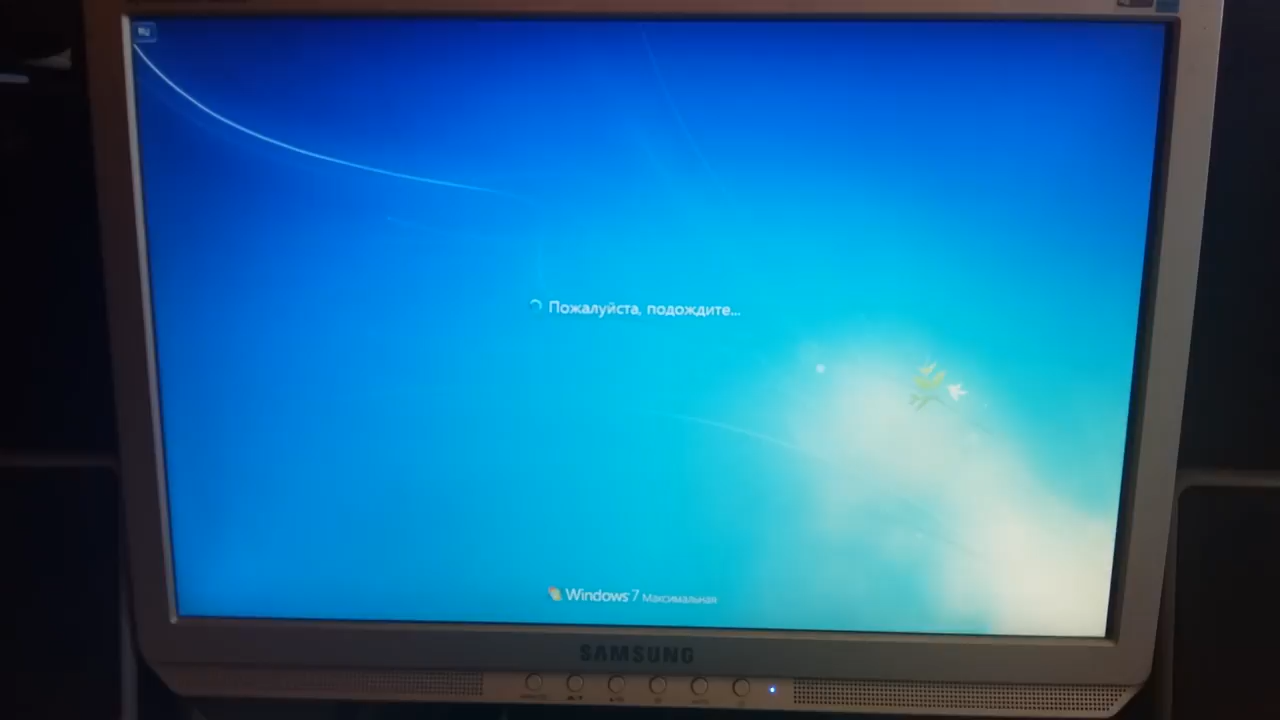 RU
Пожалуйста, подождите...
Windows 7 Максимальная
SAMSUNG